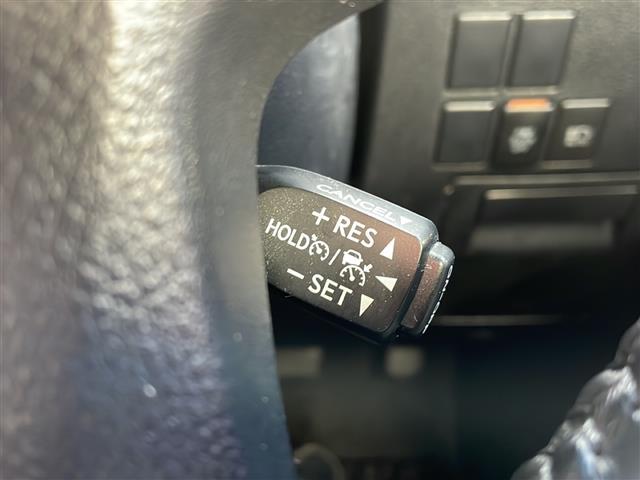 CANCEL
+ RES
HOLD /
− SET